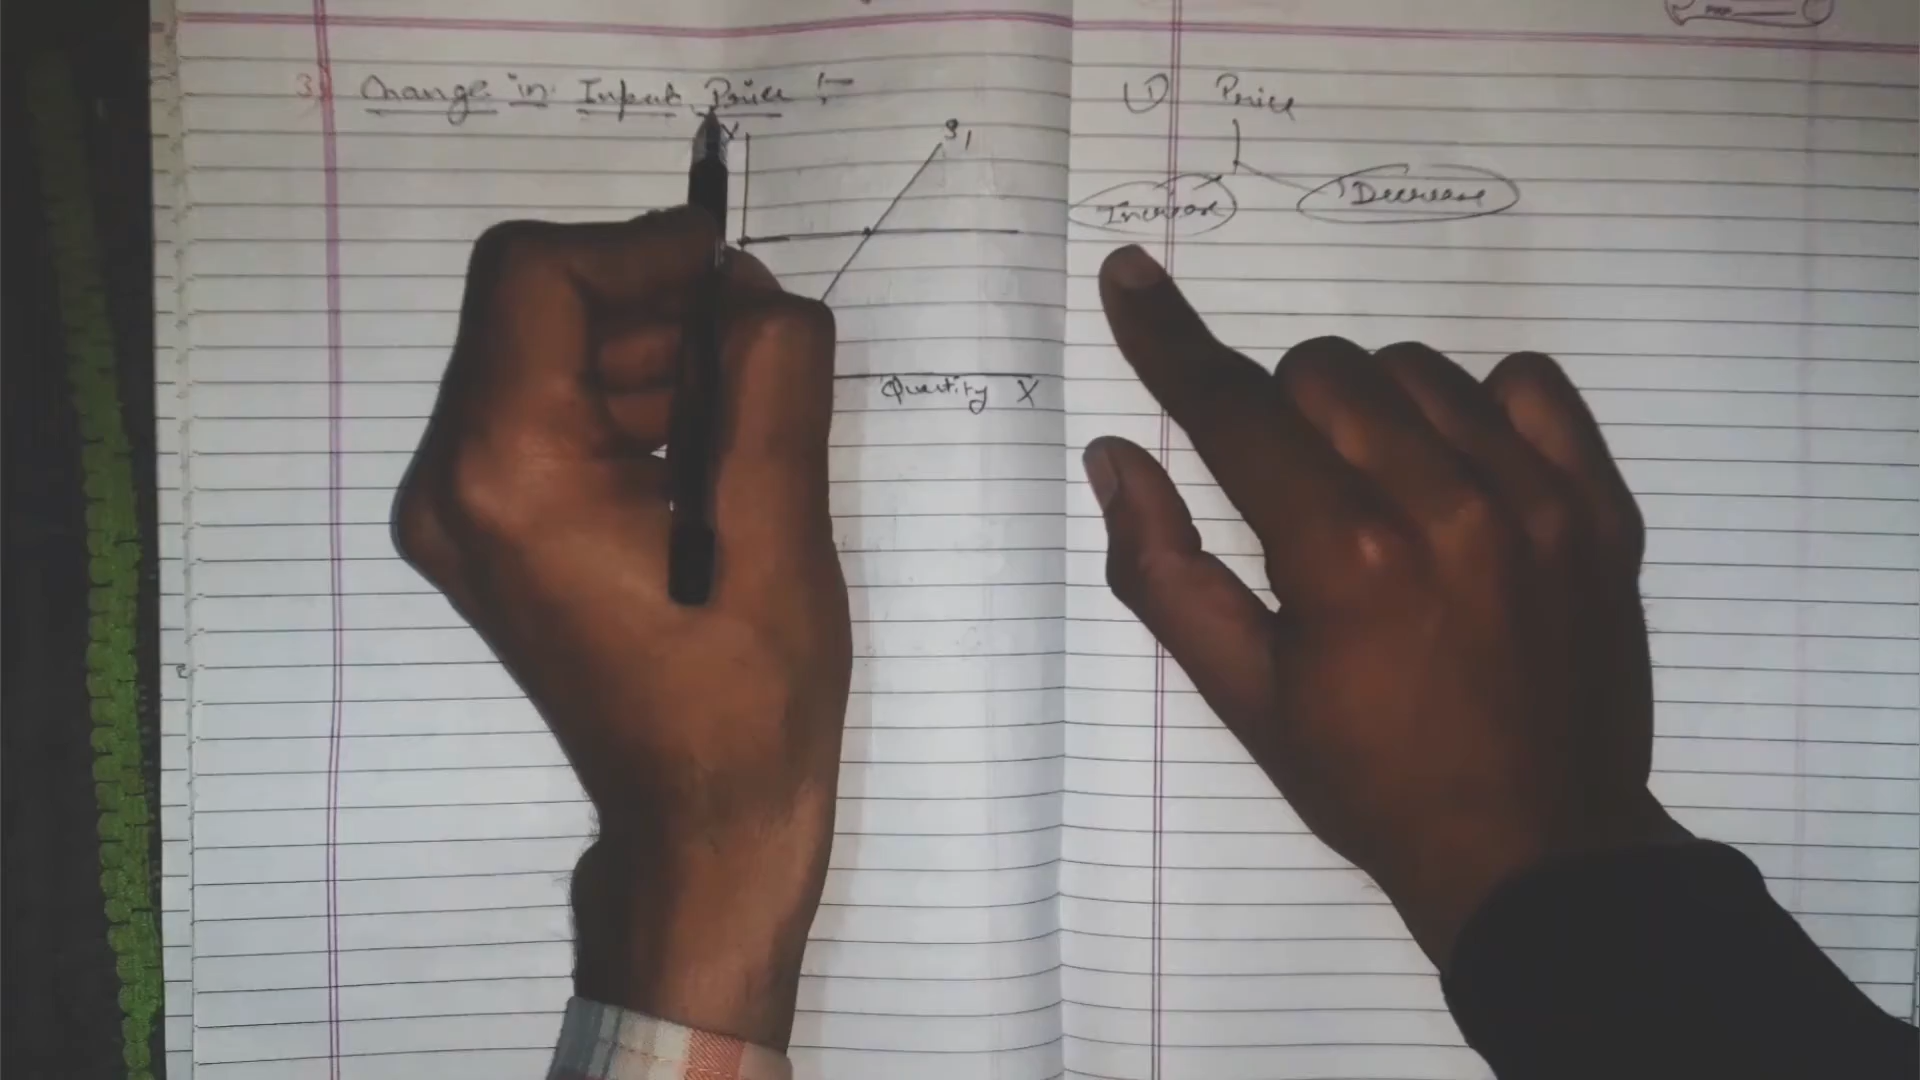 3) Change in Input Price :-
Y
S1
Quantity X
① Price
Increase Decrease